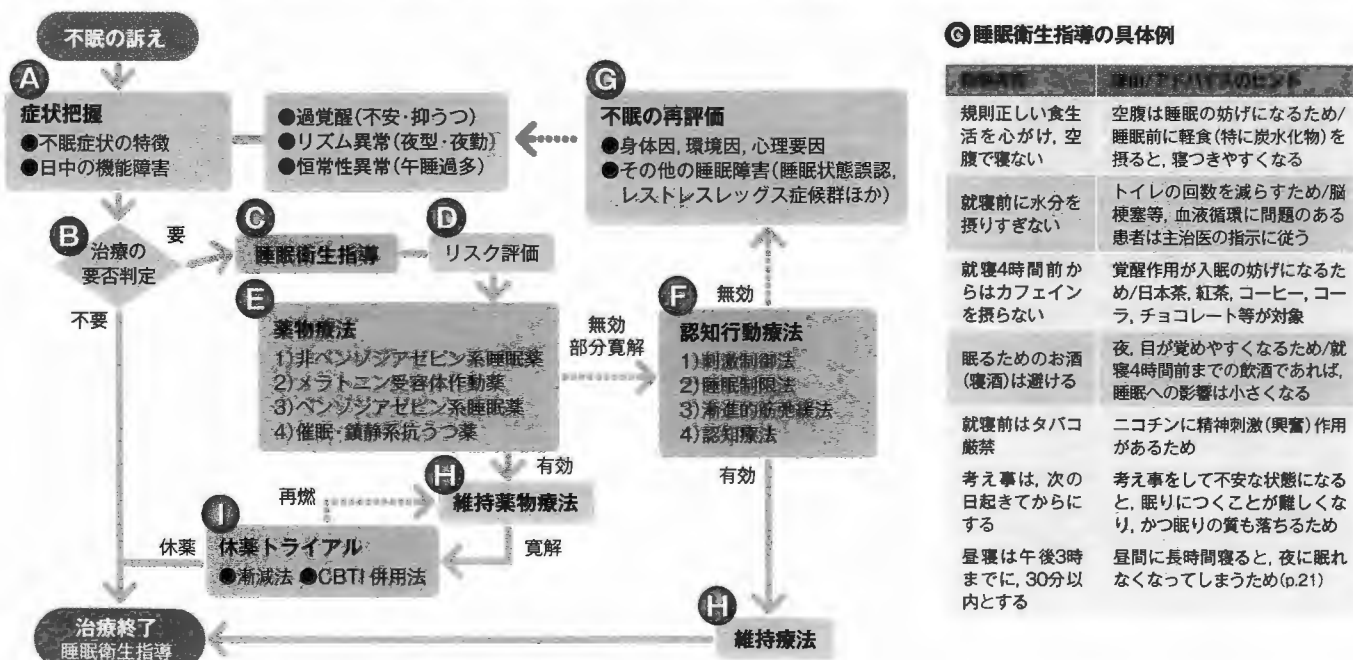 不眠の訴え
A
症状把握
●不眠症状の特徴
●日中の機能障害
●過覚醒(不安・抑うつ)
●リズム異常(夜型・夜勤)
●恒常性異常(午睡過多)
G
不眠の再評価
●身体因, 環境因, 心理要因
●その他の睡眠障害(睡眠状態誤認,
レストレスレッグス症候群ほか)
B
治療の
要否判定
要
不要
C
睡眠衛生指導
D
リスク評価
E
薬物療法
1)非ベンゾジアゼピン系睡眠薬
2)メラトニン受容体作動薬
3)ベンゾジアゼピン系睡眠薬
4)催眠・鎮静系抗うつ薬
無効
部分寛解
F
無効
認知行動療法
1)刺激制御法
2)睡眠制限法
3)漸進的筋弛緩法
4)認知療法
有効
有効
H
維持薬物療法
再燃
寛解
I
休薬トライアル
●漸減法 ●CBTI 併用法
休薬
H
維持療法
治療終了
睡眠衛生指導
C 睡眠衛生指導の具体例
理由/アドバイスのヒント
規則正しい食生
活を心がけ, 空
腹で寝ない
空腹は睡眠の妨げになるため/
睡眠前に軽食(特に炭水化物)を
摂ると, 寝つきやすくなる
就寝前に水分を
摂りすぎない
トイレの回数を減らすため/脳
梗塞等, 血液循環に問題のある
患者は主治医の指示に従う
就寝4時間前か
らはカフェイン
を摂らない
覚醒作用が入眠の妨げになるた
め/日本茶, 紅茶, コーヒー, コー
ラ, チョコレート等が対象
眠るためのお酒
(寝酒)は避ける
夜, 目が覚めやすくなるため/就
寝4時間前までの飲酒であれば,
睡眠への影響は小さくなる
就寝前はタバコ
厳禁
ニコチンに精神刺激(興奮)作用
があるため
考え事は, 次の
日起きてからに
する
考え事をして不安な状態になる
と, 眠りにつくことが難しくな
り, かつ眠りの質も落ちるため
昼寝は午後3時
までに, 30分以
内とする
昼間に長時間寝ると, 夜に眠れ
なくなってしまうため(p.21)